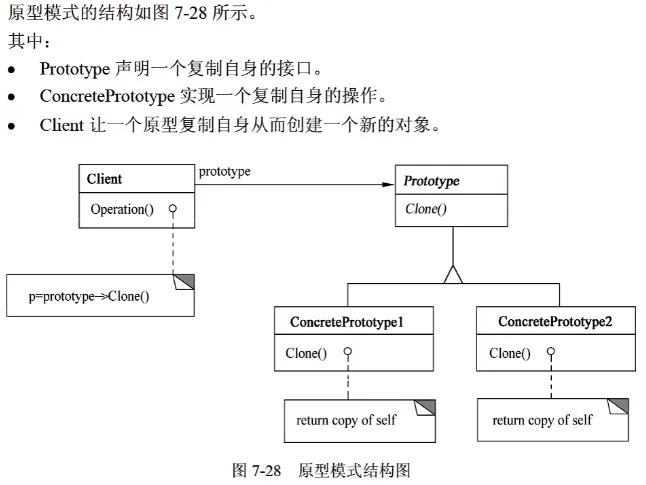 原型模式的结构如图 7-28 所示。
其中：
● Prototype 声明一个复制自身的接口。
● ConcretePrototype 实现一个复制自身的操作。
● Client 让一个原型复制自身从而创建一个新的对象。
prototype
Client
Prototype
Operation()
Clone()
p=prototype->Clone()
ConcretePrototype1
ConcretePrototype2
Clone()
Clone()
return copy of self
return copy of self
图 7-28 原型模式结构图